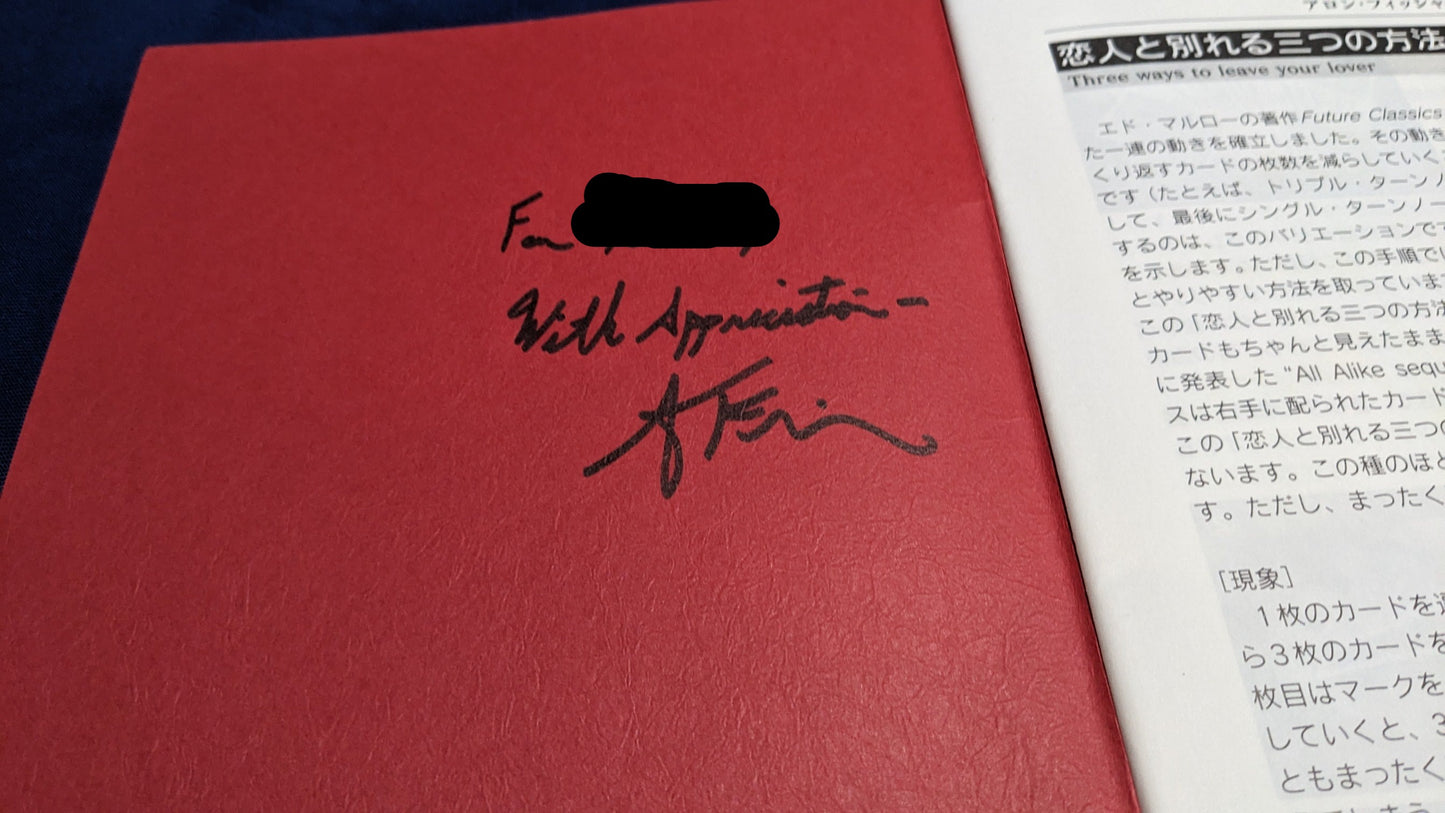 For
With Appreciation –
アロン・フィッシャ
恋人と別れる三つの方法
Three ways to leave your lover
エド・マルローの著作Future Classics
た一連の動きを確立しました。その動き
くり返すカードの枚数を減らしていく
です（たとえば、トリプル・ターンノ
して、最後にシングル・ターンノー
するのは、このバリエーションで
を示します。ただし、この手順で
とやりやすい方法を取っていま
この「恋人と別れる三つの方法
カードもちゃんと見えたまま
に発表した“All Alike sequ
スは右手に配られたカード
この「恋人と別れる三つ
ないます。この種のほと
す。ただし、まったく
［現象］
１枚のカードを
ら３枚のカードを
枚目はマークを
していくと、3
ともまったく